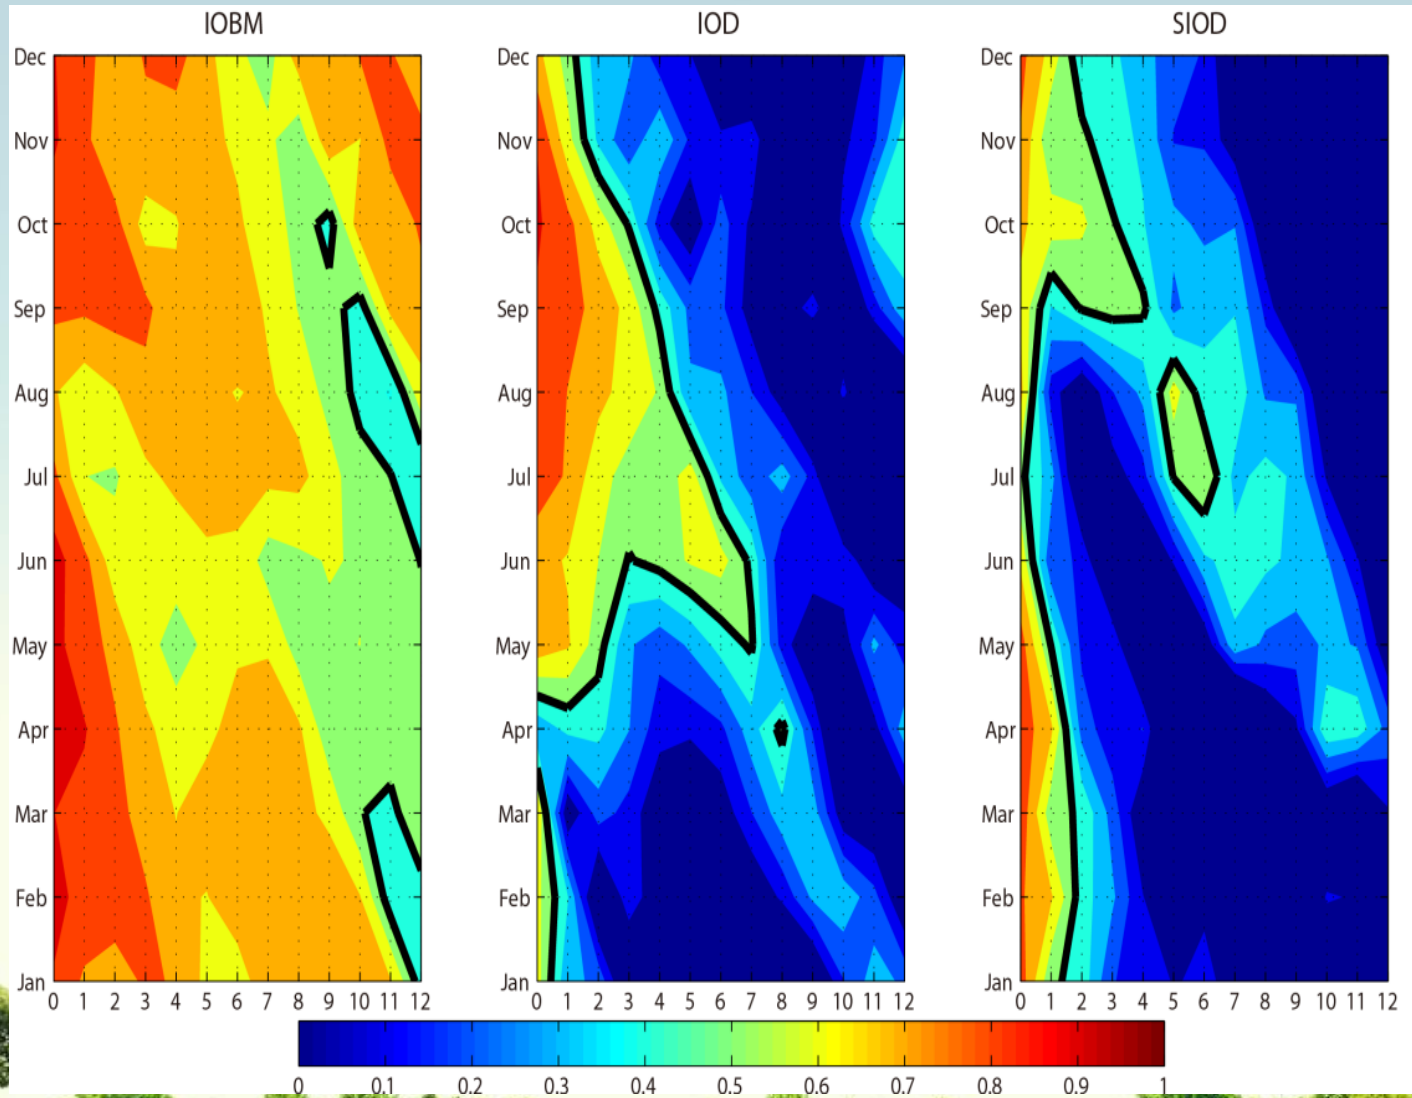 IOBM IOD SIOD
Dec Dec Dec
Nov Nov Nov
Oct Oct Oct
Sep Sep Sep
Aug Aug Aug
Jul Jul Jul
Jun Jun Jun
May May May
Apr Apr Apr
Mar Mar Mar
Feb Feb Feb
Jan Jan Jan
0 1 2 3 4 5 6 7 8 9 10 11 12 0 1 2 3 4 5 6 7 8 9 10 11 12 0 1 2 3 4 5 6 7 8 9 10 11 12
0 0.1 0.2 0.3 0.4 0.5 0.6 0.7 0.8 0.9 1